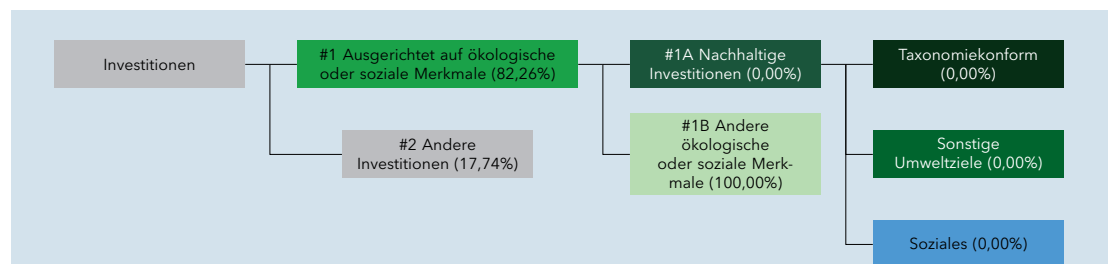 Investitionen
#1 Ausgerichtet auf ökologische
oder soziale Merkmale (82,26%)
#2 Andere
Investitionen (17,74%)
#1A Nachhaltige
Investitionen (0,00%)
#1B Andere
ökologische
oder soziale Merk-
male (100,00%)
Taxonomiekonform
(0,00%)
Sonstige
Umweltziele (0,00%)
Soziales (0,00%)